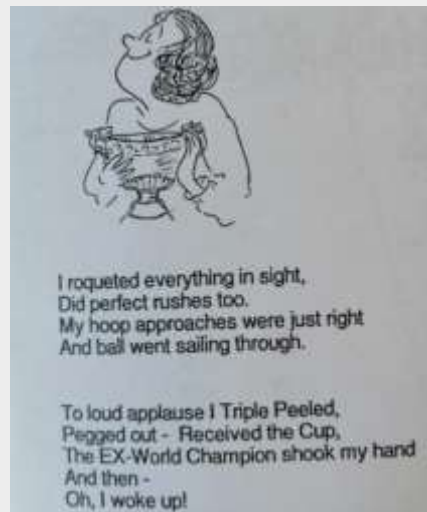 I roqueted everything in sight,
Did perfect rushes too.
My hoop approaches were just right
And ball went sailing through.
To loud applause I Triple Peeled,
Pegged out - Received the Cup,
The EX-World Champion shook my hand
And then -
Oh, I woke up!